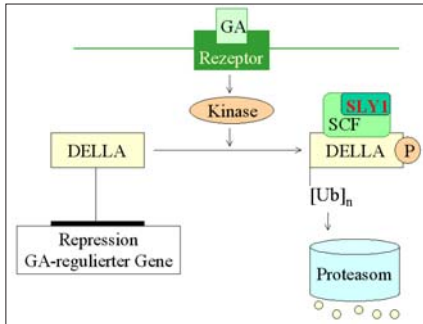 GA
Rezeptor
Kinase
SLY1
SCF
DELLA
DELLA
P
[Ub]n
Repression
GA-regulierter Gene
Proteasom